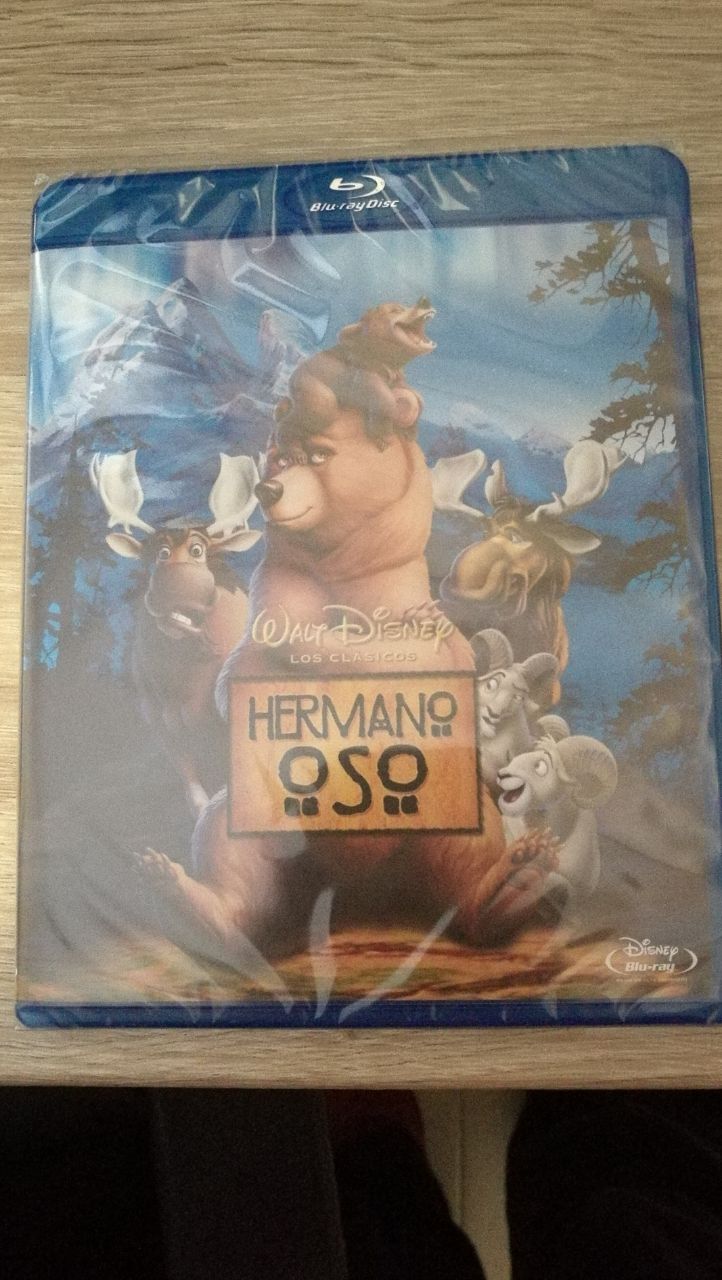 Blu-ray Disc
WALT DISNEY
LOS CLÁSICOS
HERMANO
OSO
DISNEY
Blu-ray